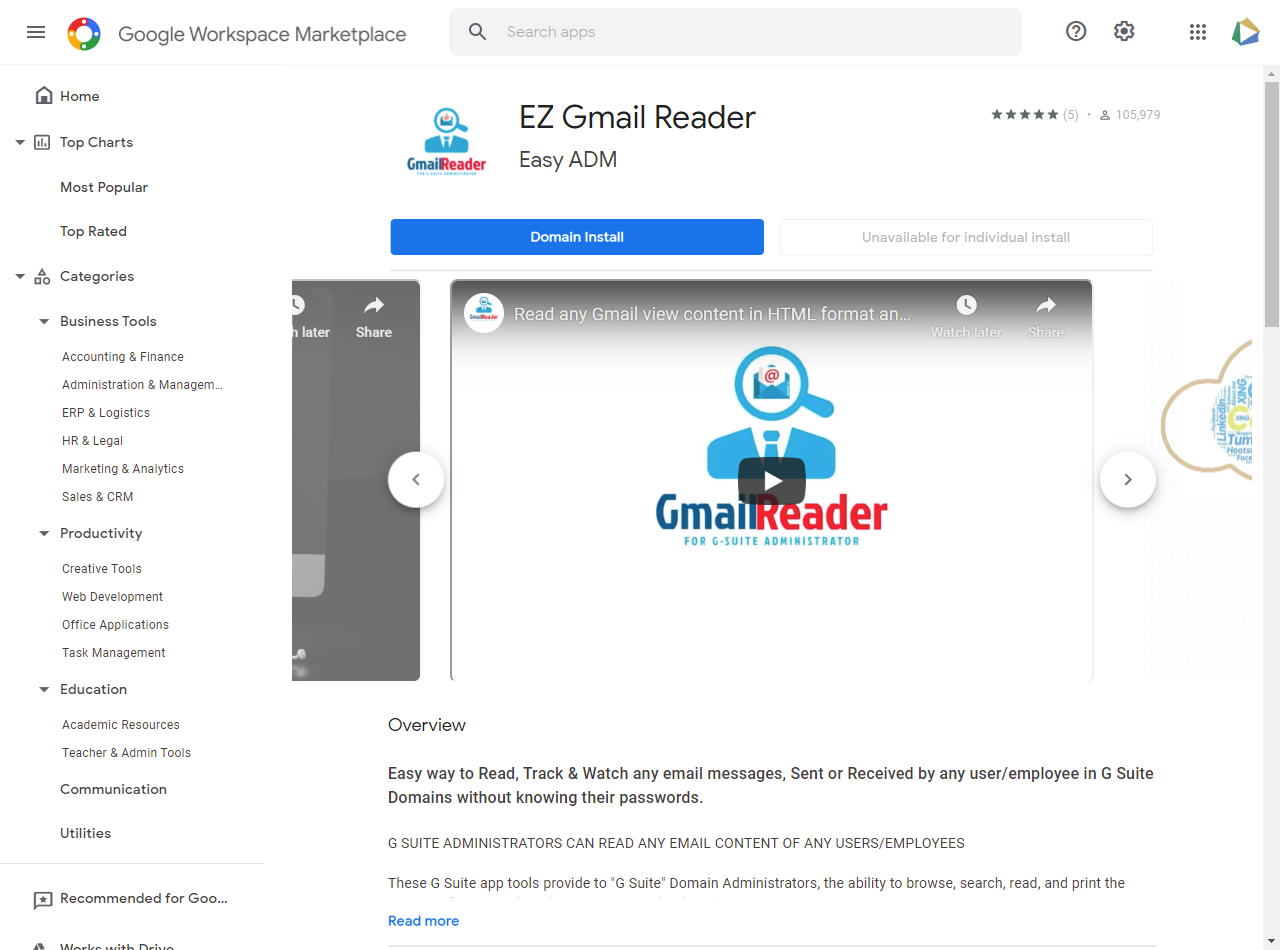 Google Workspace Marketplace
Search apps
Home
Top Charts
Most Popular
Top Rated
Categories
Business Tools
Accounting & Finance
Administration & Managem…
ERP & Logistics
HR & Legal
Marketing & Analytics
Sales & CRM
Productivity
Creative Tools
Web Development
Office Applications
Task Management
Education
Academic Resources
Teacher & Admin Tools
Communication
Utilities
Recommended for Goo…
Works with Drive
GmailReader
FOR G-SUITE ADMINISTRATOR
EZ Gmail Reader
Easy ADM
(5)
105,979
Domain Install
Unavailable for individual install
later
Share
GmailReader
Read any Gmail view content in HTML format an...
Watch later
Share
@
GmailReader
FOR G-SUITE ADMINISTRATOR
XING
LinkedIn
Facebook
XING
Tum
Hootsu
Face
Overview
Easy way to Read, Track & Watch any email messages, Sent or Received by any user/employee in G Suite
Domains without knowing their passwords.
G SUITE ADMINISTRATORS CAN READ ANY EMAIL CONTENT OF ANY USERS/EMPLOYEES
These G Suite app tools provide to "G Suite" Domain Administrators, the ability to browse, search, read, and print the
Read more